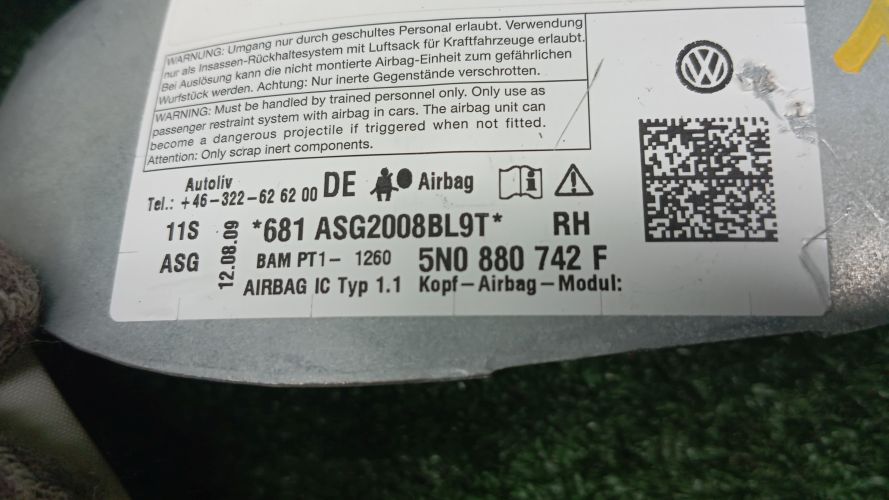 WARNUNG: Umgang nur durch geschultes Personal erlaubt. Verwendung
nur als Insassen-Rückhaltesystem mit Luftsack für Kraftfahrzeuge erlaubt.
Bei Auslösung kann die nicht montierte Airbag-Einheit zum gefährlichen
Wurfstück werden. Achtung: Nur inerte Gegenstände verschrotten.
WARNING: Must be handled by trained personnel only. Only use as
passenger restraint system with airbag in cars. The airbag unit can
become a dangerous projectile if triggered when not fitted.
Attention: Only scrap inert components.
Autoliv
Tel.: +46-322-62 62 00 DE Airbag
11S *681 ASG2008BL9T* RH
ASG 12.08.09 BAM PT1- 1260 5N0 880 742 F
AIRBAG IC Typ 1.1 Kopf-Airbag-Modul: